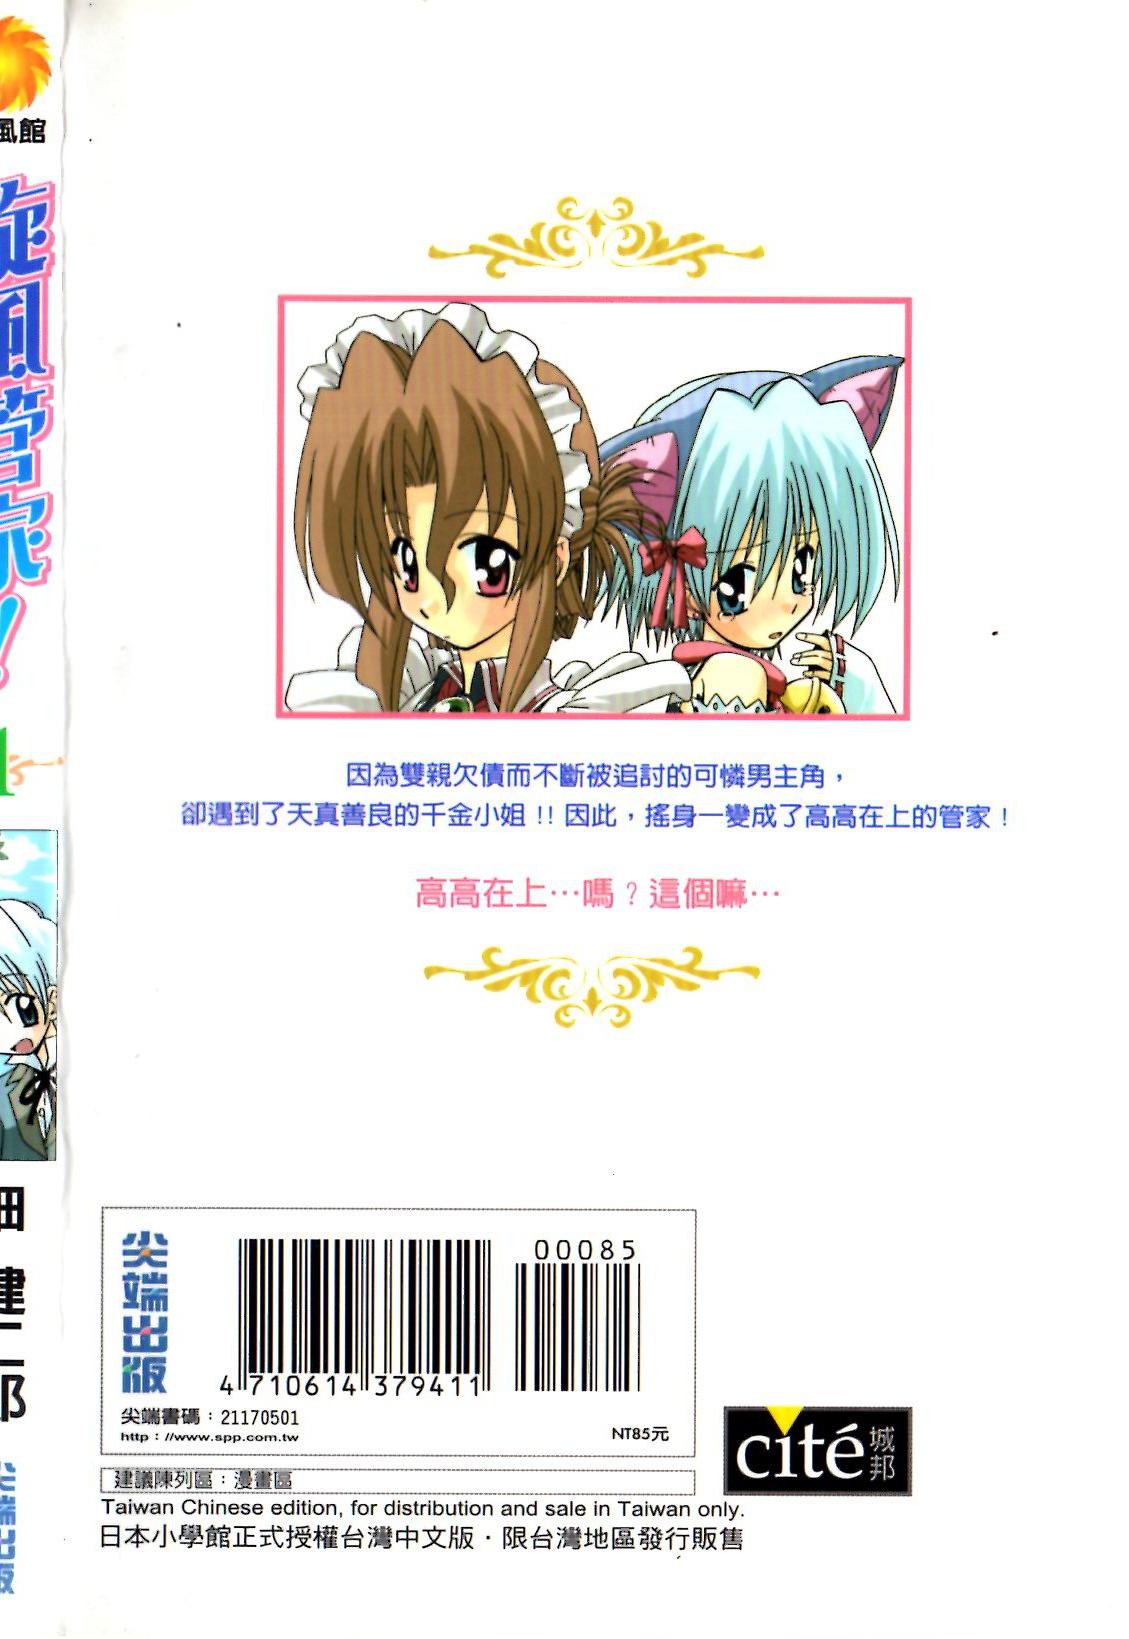 風館
旋風管家!
1
畑 健二郎
尖端出版
因為雙親欠債而不斷被追討的可憐男主角,
卻遇到了天真善良的千金小姐!!因此,搖身一變成了高高在上的管家!
高高在上…嗎?這個嘛…
尖端出版
00085
4 710614 379411
尖端書碼:21170501
http://www.spp.com.tw
NT85元
cité 城邦
建議陳列區:漫畫區
Taiwan Chinese edition, for distribution and sale in Taiwan only.
日本小學館正式授權台灣中文版·限台灣地區發行販售